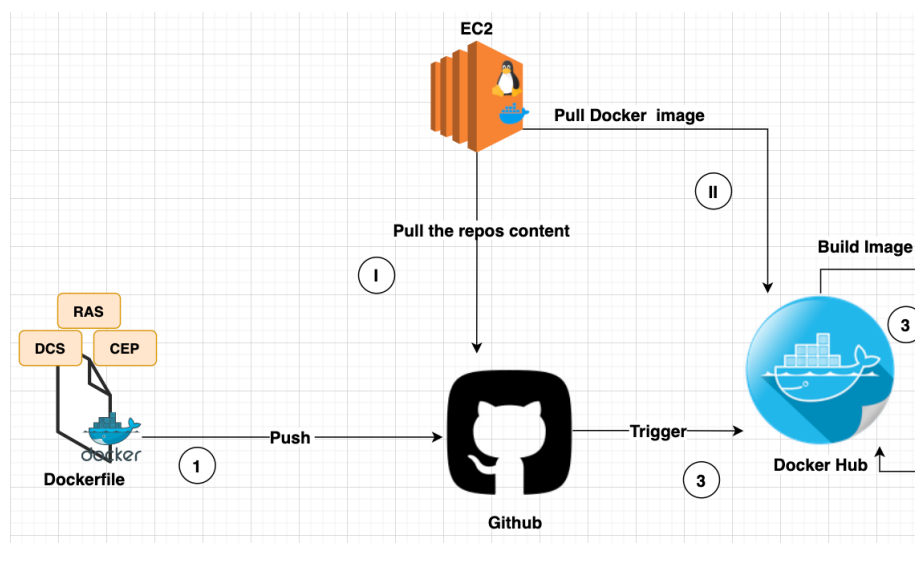 EC2
Pull Docker image
II
Pull the repos content
Build Image
I
RAS
3
DCS
CEP
docker
Push
Trigger
1
Dockerfile
Docker Hub
3
Github